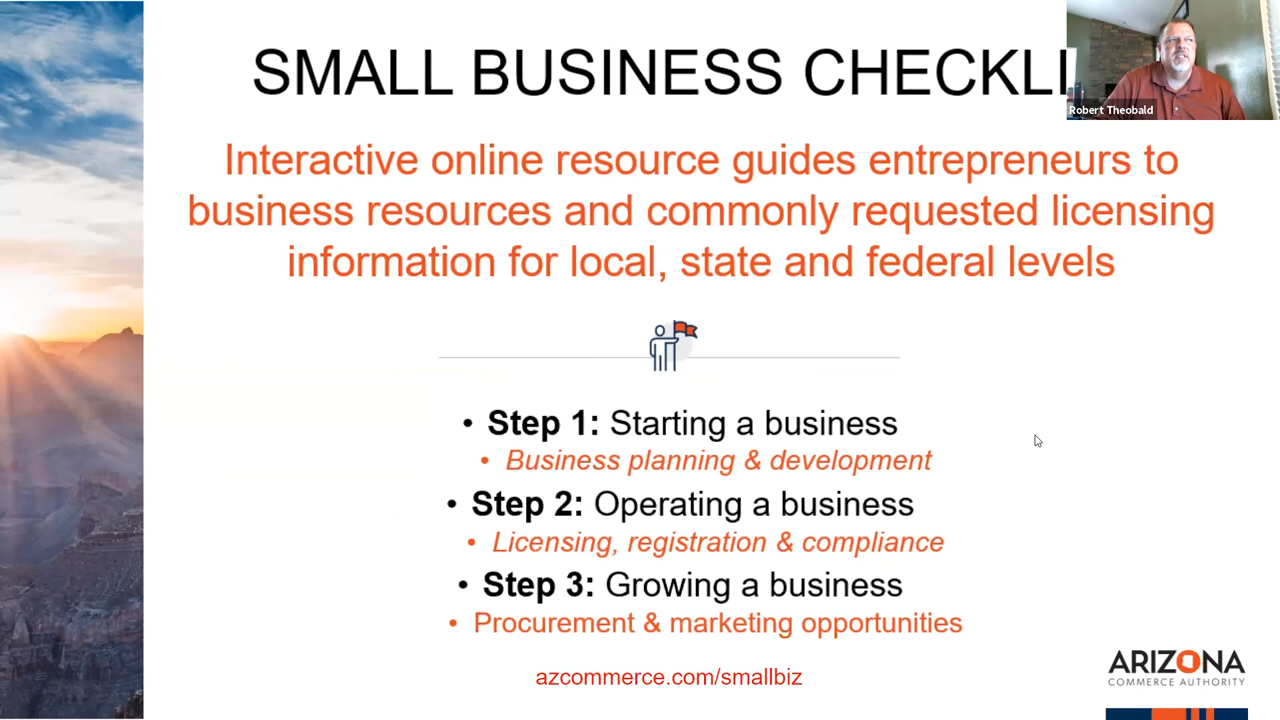 SMALL BUSINESS CHECKLI
Robert Theobald
Interactive online resource guides entrepreneurs to
business resources and commonly requested licensing
information for local, state and federal levels
• Step 1: Starting a business
• Business planning & development
• Step 2: Operating a business
• Licensing, registration & compliance
• Step 3: Growing a business
• Procurement & marketing opportunities
azcommerce.com/smallbiz
ARIZONA
COMMERCE AUTHORITY